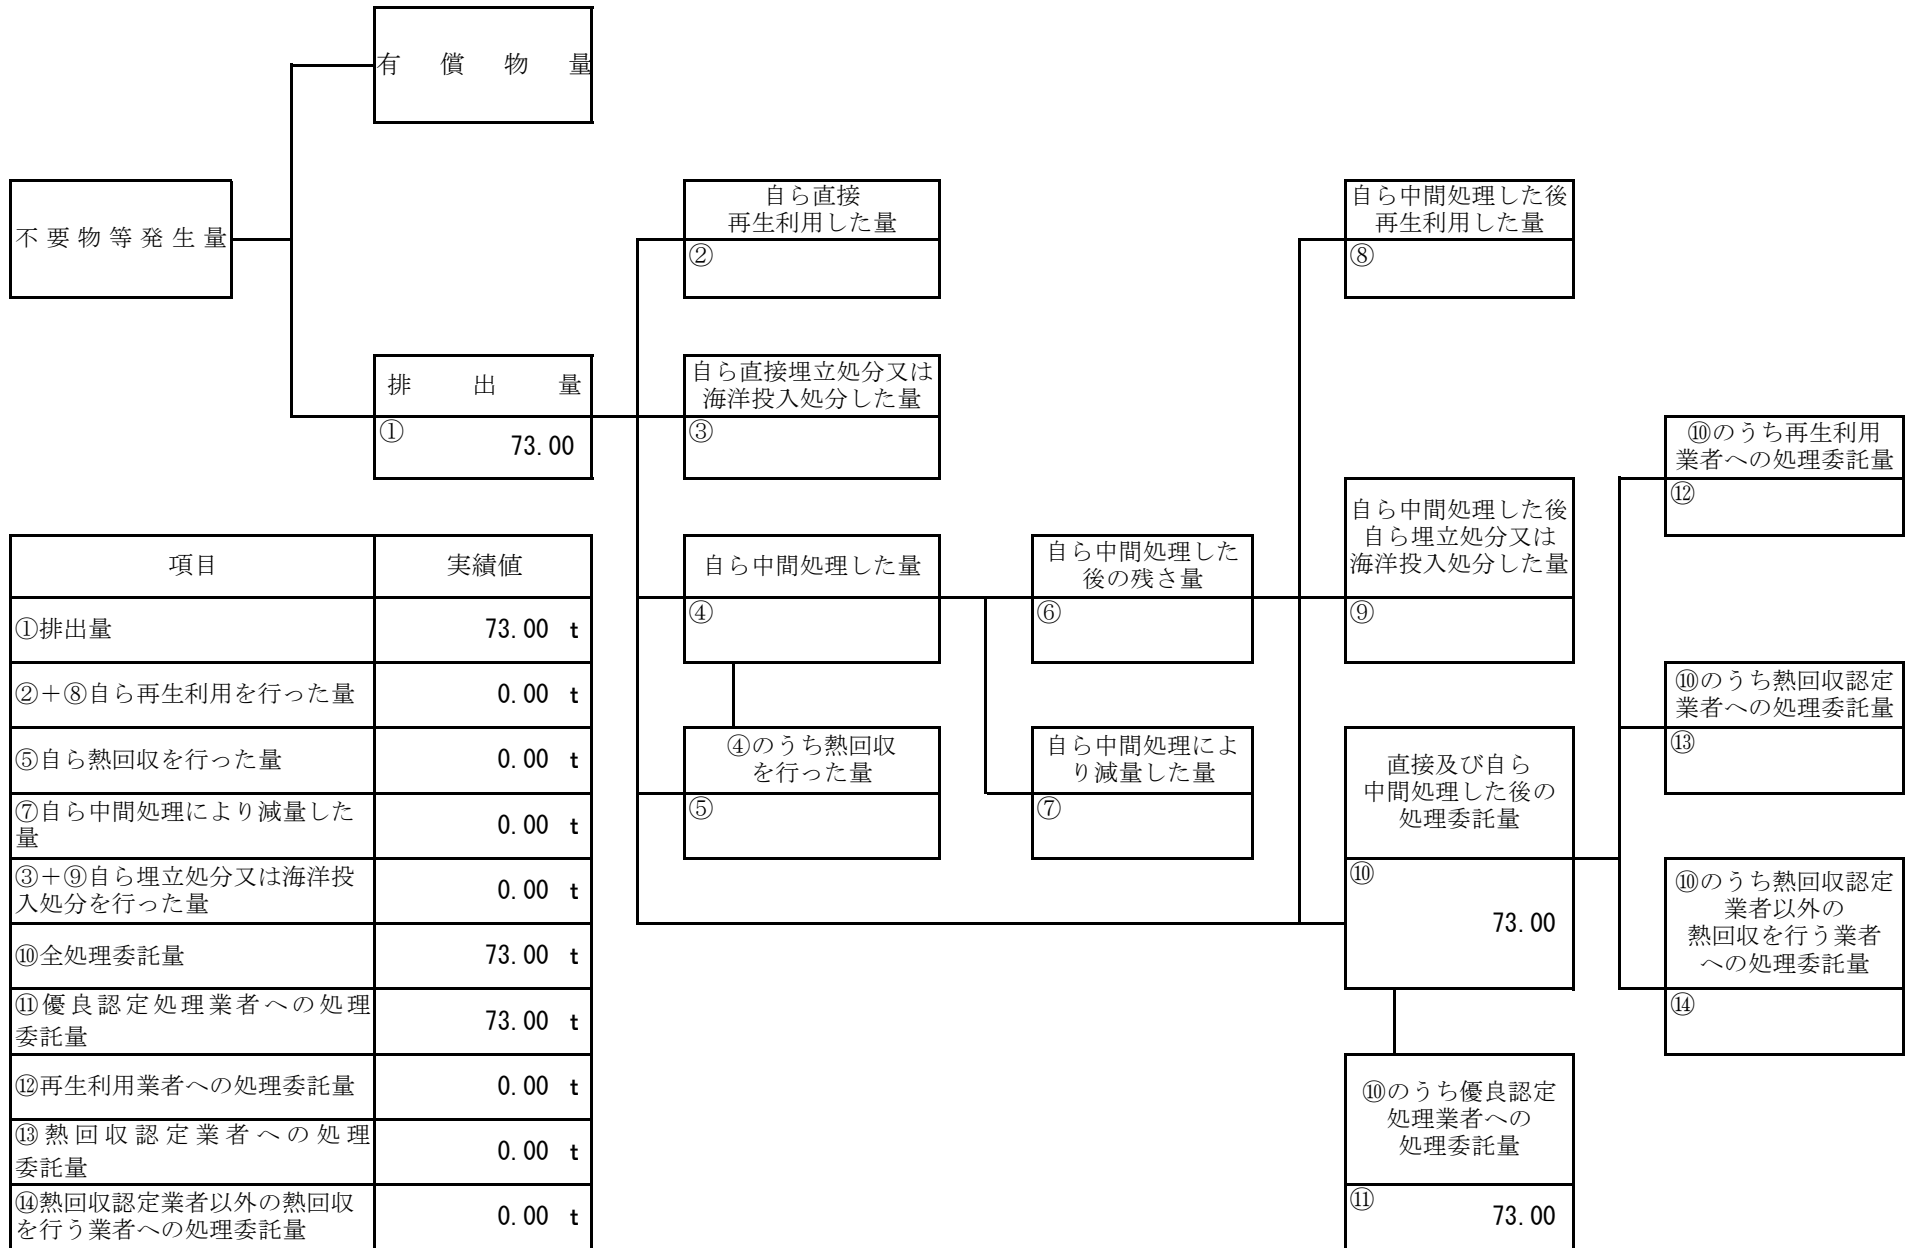 有償物量
不要物等発生量
自ら直接
再生利用した量
②
自ら中間処理した後
再生利用した量
⑧
排出量
① 73.00
自ら直接埋立処分又は
海洋投入処分した量
③
⑩のうち再生利用
業者への処理委託量
⑫
自ら中間処理した後
自ら埋立処分又は
海洋投入処分した量
⑨
自ら中間処理した量
④
自ら中間処理した
後の残さ量
⑥
④のうち熱回収
を行った量
⑤
自ら中間処理によ
り減量した量
⑦
⑩のうち熱回収認定
業者への処理委託量
⑬
直接及び自ら
中間処理した後の
処理委託量
⑩
73.00
⑩のうち熱回収認定
業者以外の
熱回収を行う業者
への処理委託量
⑭
⑩のうち優良認定
処理業者への
処理委託量
⑪ 73.00
項目 実績値
①排出量 73.00 t
②＋⑧自ら再生利用を行った量 0.00 t
⑤自ら熱回収を行った量 0.00 t
⑦自ら中間処理により減量した
量 0.00 t
③＋⑨自ら埋立処分又は海洋投
入処分を行った量 0.00 t
⑩全処理委託量 73.00 t
⑪優良認定処理業者への処理
委託量 73.00 t
⑫再生利用業者への処理委託量 0.00 t
⑬熱回収認定業者への処理
委託量 0.00 t
⑭熱回収認定業者以外の熱回収
を行う業者への処理委託量 0.00 t